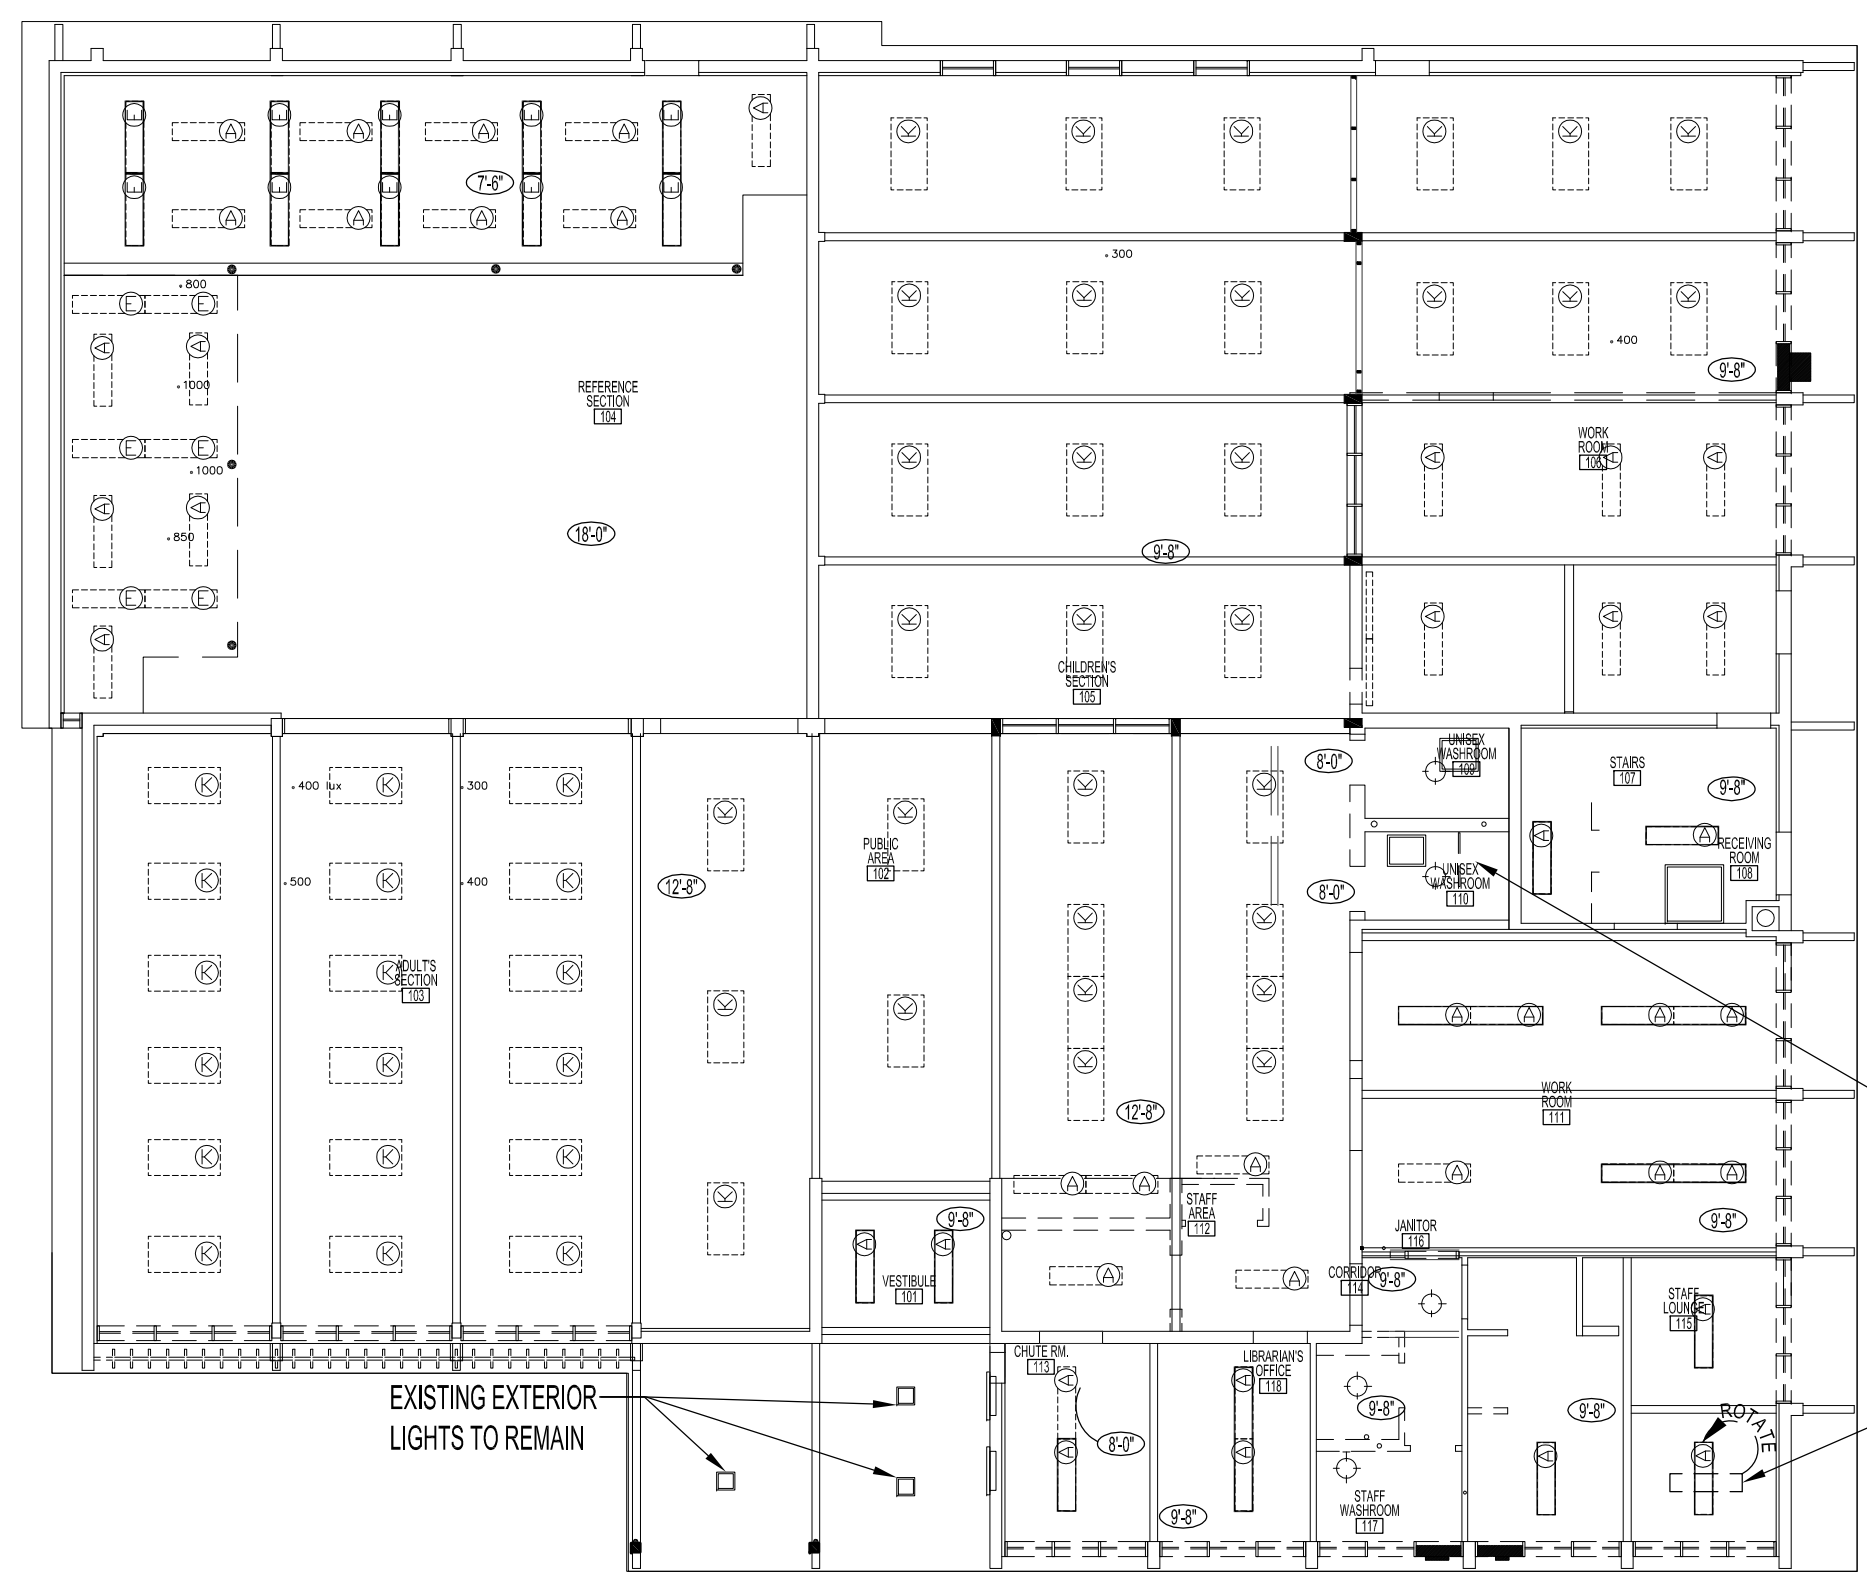 E E E E E
A A A A A
E E E E E
7'-6"
A A A A
K K K K K K
300
800
E E
A A
1000
K K K K K K
400
9'-8"
REFERENCE
SECTION
104
E E
1000
A A
850
18'-0"
E E
A
K K K
WORK
ROOM
106
A A A
9'-8"
K K K
A A A
CHILDREN'S
SECTION
105
K K K
400 lux
300
K K K
500
400
K K K
K K K
K K K
K K K
ADULT'S
SECTION
103
K
12'-8"
K
K
K
PUBLIC
AREA
102
K
K K
K K
K K
K K
12'-8"
8'-0"
8'-0"
UNISEX
WASHROOM
109
UNISEX
WASHROOM
110
STAIRS
107
9'-8"
A A
RECEIVING
ROOM
108
A A A A
WORK
ROOM
111
A A A
9'-8"
A A A
STAFF
AREA
112
A A
9'-8"
A A
VESTIBULE
101
JANITOR
116
CORRIDOR
114
9'-8"
STAFF
LOUNGE
115
A
EXISTING EXTERIOR
LIGHTS TO REMAIN
CHUTE RM.
113
A
A
8'-0"
LIBRARIAN'S
OFFICE
118
A
A
9'-8"
9'-8"
STAFF
WASHROOM
117
9'-8"
A
ROTATE
A